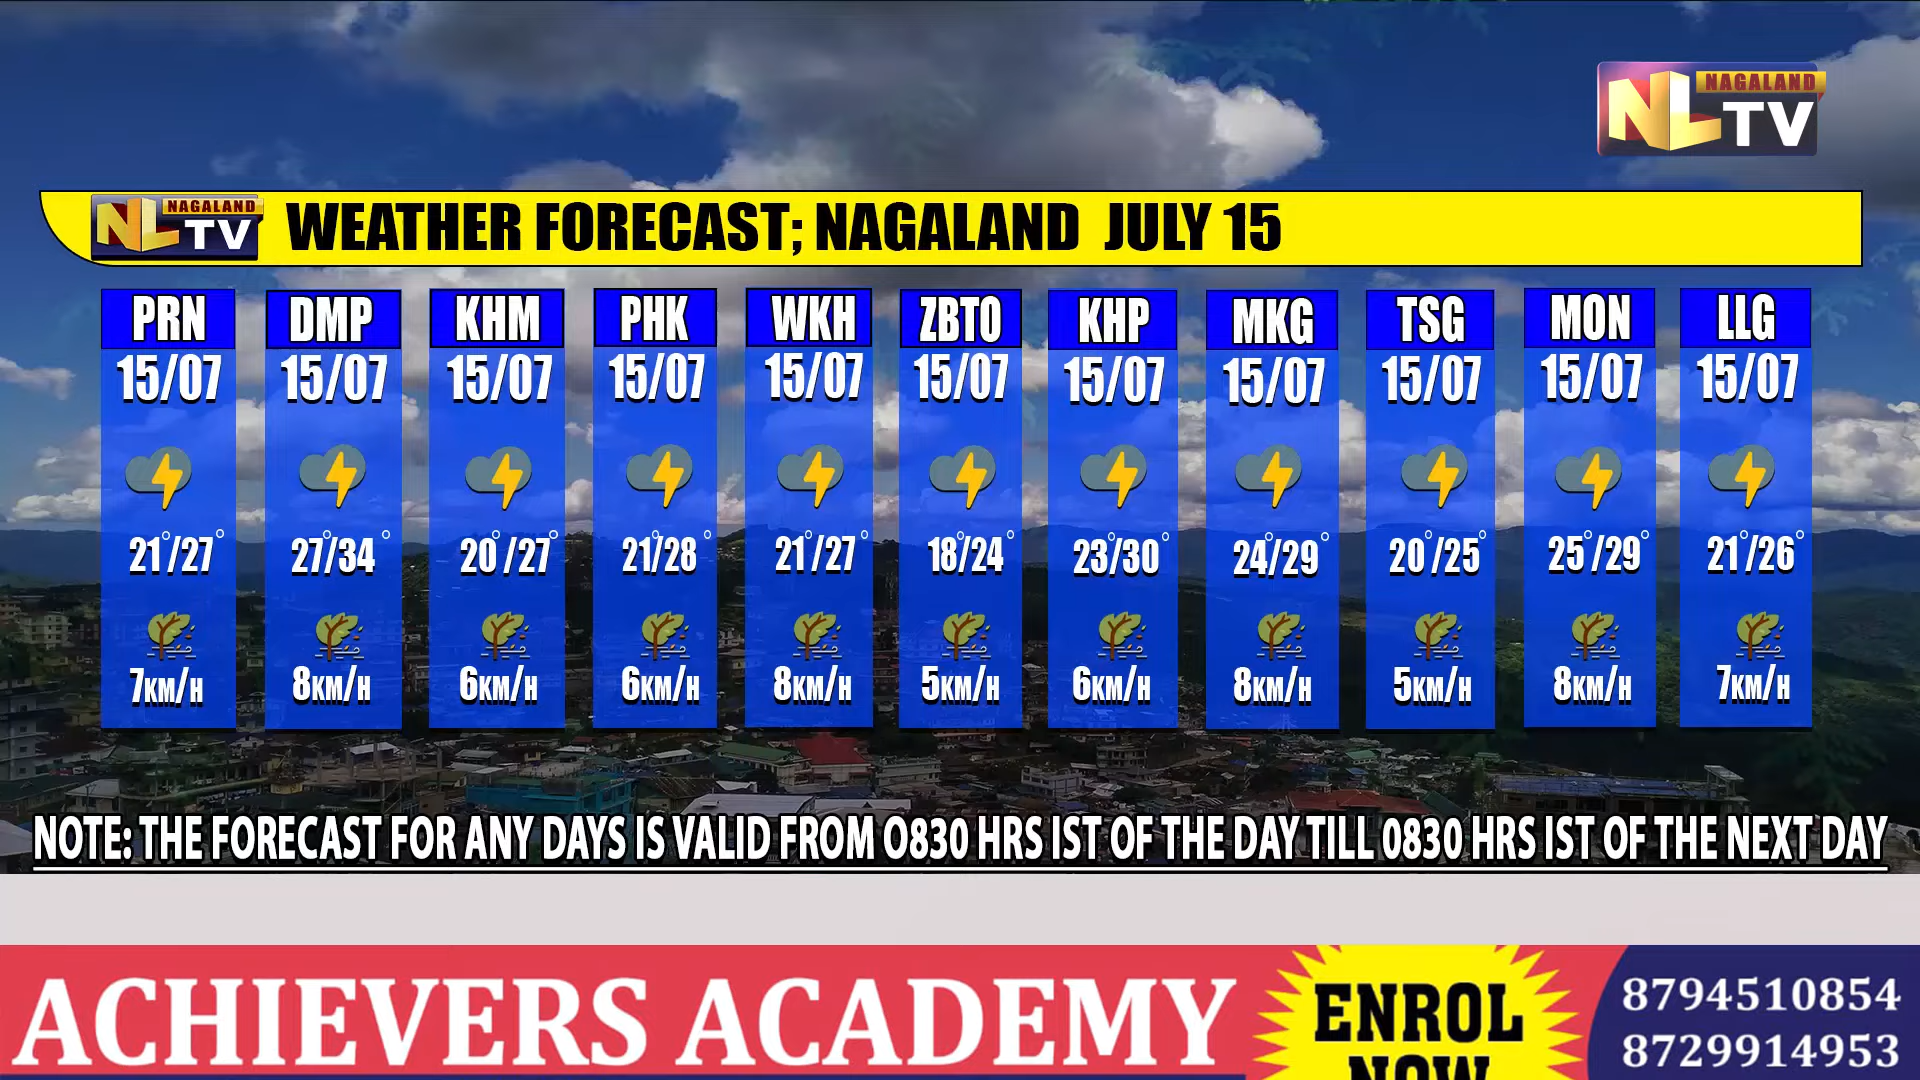 NAGALAND
NLTV
NAGALAND
NLTV
WEATHER FORECAST; NAGALAND JULY 15
PRN DMP KHM PHK WKH ZBTO KHP MKG TSG MON LLG
15/07 15/07 15/07 15/07 15/07 15/07 15/07 15/07 15/07 15/07 15/07
21°/27° 27°/34° 20°/27° 21°/28° 21°/27° 18°/24° 23°/30° 24°/29° 20°/25° 25°/29° 21°/26°
7KM/H 8KM/H 6KM/H 6KM/H 8KM/H 5KM/H 6KM/H 8KM/H 5KM/H 8KM/H 7KM/H
NOTE: THE FORECAST FOR ANY DAYS IS VALID FROM O830 HRS IST OF THE DAY TILL 0830 HRS IST OF THE NEXT DAY
ACHIEVERS ACADEMY
ENROL
NOW
8794510854
8729914953